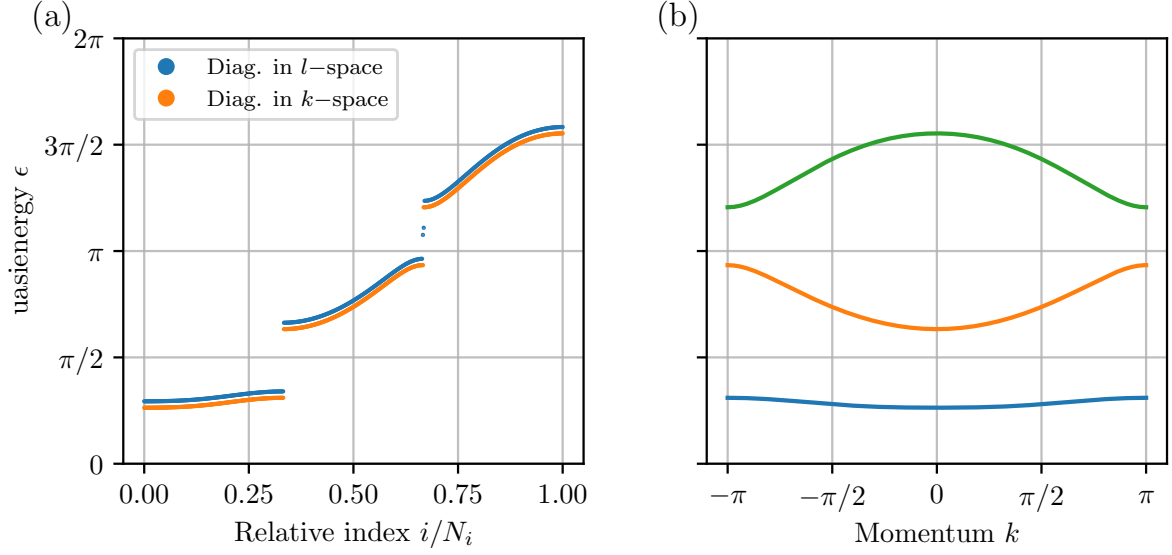 (a)
(b)
2π
3π/2
π
π/2
0
uasienergy ϵ
Diag. in l−space
Diag. in k−space
0.00 0.25 0.50 0.75 1.00
Relative index i/N_i
−π −π/2 0 π/2 π
Momentum k